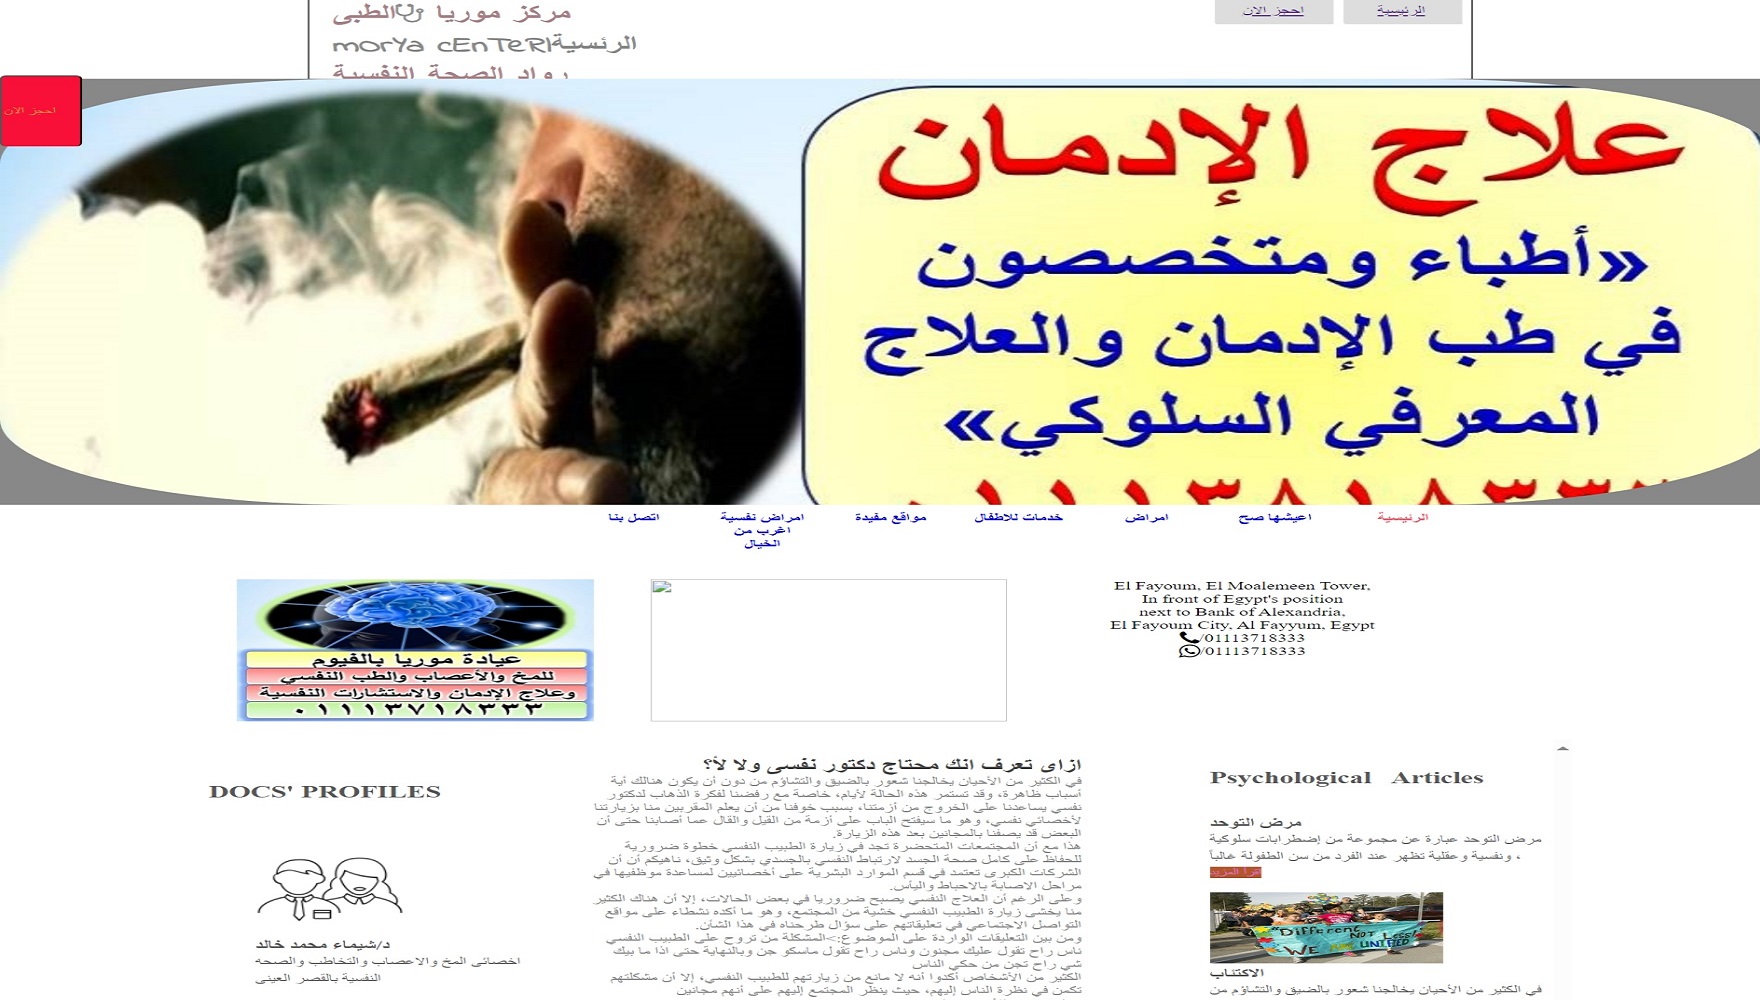 الرئيسية
احجز الان
مركز موريا الطبى
morYa cEnTeRالرئسية
رواد الصحة النفسية
احجز الان
علاج الإدمان
«أطباء ومتخصصون
في طب الإدمان والعلاج
المعرفي السلوكي»
الرئيسية
اعيشها صح
امراض
خدمات للاطفال
مواقع مفيدة
امراض نفسية
اغرب من
الخيال
اتصل بنا
عيادة موريا بالفيوم
للمخ والأعصاب والطب النفسي
وعلاج الإدمان والاستشارات النفسية
٠١١١٣٧١٨٣٣٣
El Fayoum, El Moalemeen Tower,
In front of Egypt's position
next to Bank of Alexandria,
El Fayoum City, Al Fayyum, Egypt
/01113718333
/01113718333
DOCS' PROFILES
د/شيماء محمد خالد
اخصائى المخ والاعصاب والتخاطب والصحه
النفسية بالقصر العينى
ازاى تعرف انك محتاج دكتور نفسى ولا لأ؟
في الكثير من الأحيان يخالجنا شعور بالضيق والتشاؤم من دون أن يكون هنالك أية
أسباب ظاهرة، وقد تستمر هذه الحالة لأيام، خاصة مع رفضنا لفكرة الذهاب لدكتور
نفسي يساعدنا على الخروج من أزمتنا، بسبب خوفنا من أن يعلم المقربين منا بزيارتنا
لأخصائي نفسي، وهو ما سيفتح الباب على أزمة من القيل والقال عما أصابنا حتى أن
البعض قد يصفنا بالمجانين بعد هذه الزيارة.
هذا مع أن المجتمعات المتحضرة تجد في زيارة الطبيب النفسي خطوة ضرورية
للحفاظ على كامل صحة الجسد لارتباط النفسي بالجسدي بشكل وثيق، ناهيكم أن أن
الشركات الكبرى تعتمد في قسم الموارد البشرية على أخصائيين لمساعدة موظفيها في
مراحل الاصابة بالاحباط واليأس.
وعلى الرغم أن العلاج النفسي يصبح ضروريا في بعض الحالات، إلا أن هناك الكثير
منا يخشى زيارة الطبيب النفسي خشية من المجتمع، وهو ما أكده نشطاء على مواقع
التواصل الاجتماعي في تعليقاتهم على سؤال طرحناه في هذا الشأن.
ومن بين التعليقات الواردة على الموضوع:>المشكلة من تروح على الطبيب النفسي
ناس راح تقول عليك مجنون وناس راح تقول ماسكو جن وبالنهاية حتى اذا ما بيك
شي راح تجن من حكي الناس
الكثير من الأشخاص أكدوا أنه لا مانع من زيارتهم للطبيب النفسي، إلا أن مشكلتهم
تكمن في نظرة الناس إليهم، حيث ينظر المجتمع إليهم على أنهم مجانين
Psychological Articles
مرض التوحد
مرض التوحد عبارة عن مجموعة من إضطرابات سلوكية
، ونفسية وعقلية تظهر عند الفرد من سن الطفولة غالباً
اقرأ المزيد
"Different NOT Less"
WE UNIFIED
الاكتئاب
في الكثير من الأحيان يخالجنا شعور بالضيق والتشاؤم من